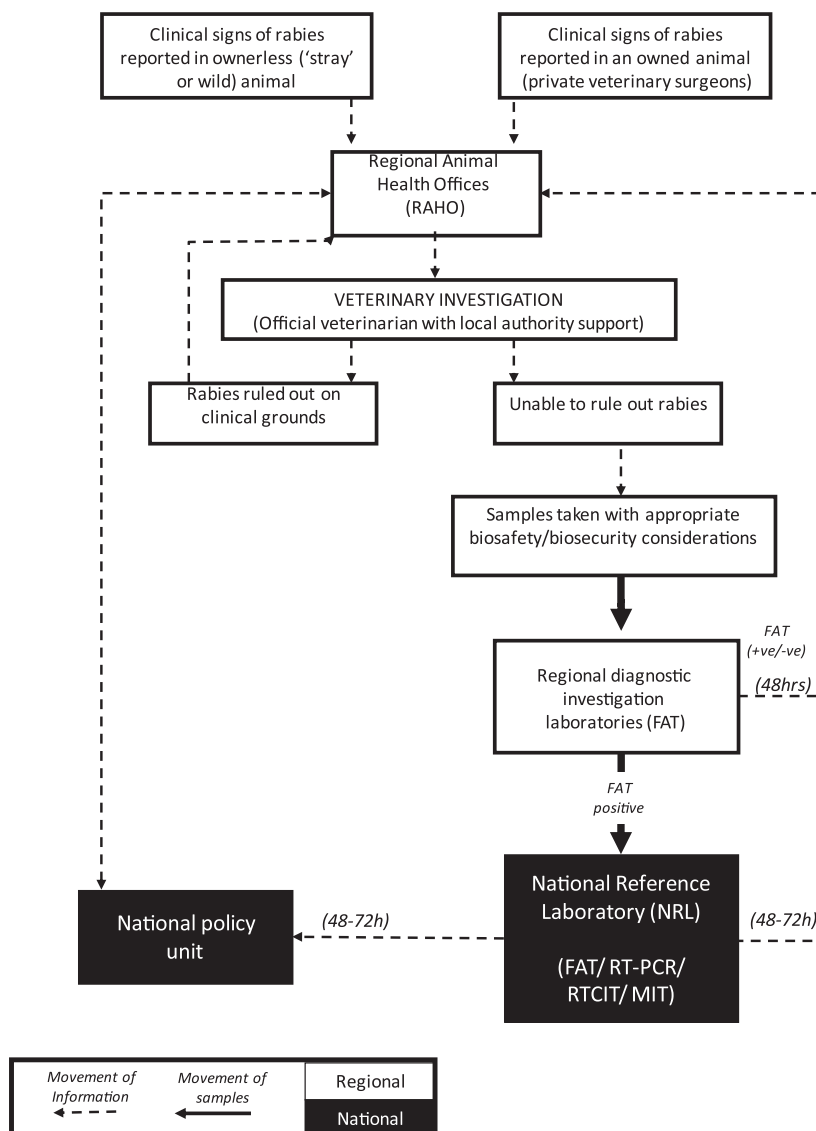 Clinical signs of rabies
reported in ownerless (‘stray’
or wild) animal
Clinical signs of rabies
reported in an owned animal
(private veterinary surgeons)
Regional Animal
Health Offices
(RAHO)
VETERINARY INVESTIGATION
(Official veterinarian with local authority support)
Rabies ruled out on
clinical grounds
Unable to rule out rabies
Samples taken with appropriate
biosafety/biosecurity considerations
FAT
(+ve/-ve)
(48hrs)
Regional diagnostic
investigation
laboratories (FAT)
FAT
positive
National Reference
Laboratory (NRL)
(FAT/ RT-PCR/
RTCIT/ MIT)
(48-72h)
(48-72h)
National policy
unit
Movement of
Information
Movement of
samples
Regional
National